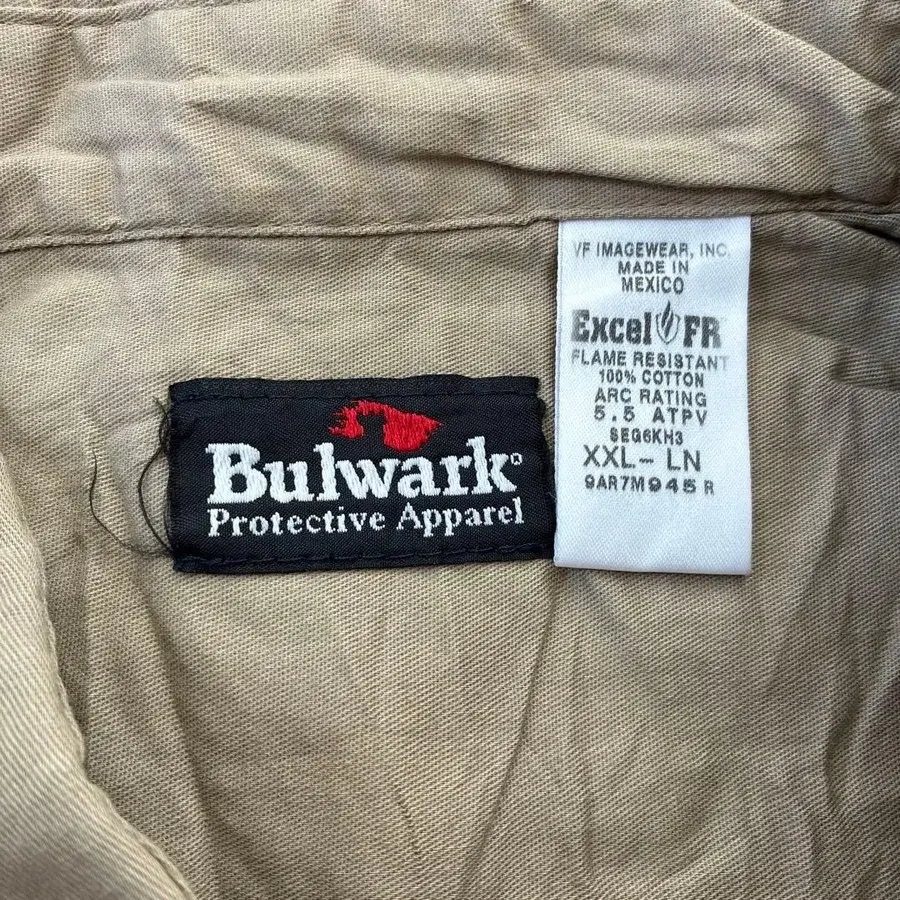 Bulwark®
Protective Apparel
VF IMAGEWEAR, INC.
MADE IN
MEXICO
Excel FR
FLAME RESISTANT
100% COTTON
ARC RATING
5.5 ATPV
SEG6KH3
XXL- LN
9AR7M945 R